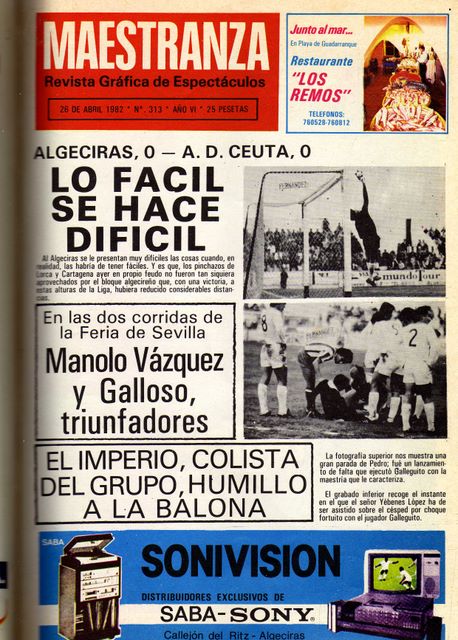 MAESTRANZA
Revista Gráfica de Espectáculos
26 DE ABRIL 1982 * Nº. 313 * AÑO VI * 25 PESETAS
Junto al mar...
En Playa de Guadarranque
Restaurante
"LOS
REMOS"
TELEFONOS:
760528-760812
ALGECIRAS, 0 — A. D. CEUTA, 0
LO FACIL
SE HACE
DIFICIL
Al Algeciras se le presentan muy difíciles las cosas cuando, en
realidad, las habría de tener fáciles. Y es que, los pinchazos de
Lorca y Cartagena ayer en propio feudo no fueron tan siquiera
aprovechados por el bloque algecireño que, con una victoria, a
estas alturas de la Liga, hubiera reducido considerables distan-
cias.
FERNANDEZ
mundoTour
En las dos corridas de
la Feria de Sevilla
Manolo Vázquez
y Galloso,
triunfadores
8
2
EL IMPERIO, COLISTA
DEL GRUPO, HUMILLO
A LA BALONA
La fotografía superior nos muestra una
gran parada de Pedro; fué un lanzamien-
to de falta que ejecutó Galleguito con la
maestría que le caracteriza.
El grabado inferior recoge el instante
en el que el señor Yébenes López ha de
ser asistido sobre el césped por choque
fortuito con el jugador Galleguito.
SABA
SONIVISION
DISTRIBUIDORES EXCLUSIVOS DE
SABA-SONY
Callejón del Ritz - Algeciras